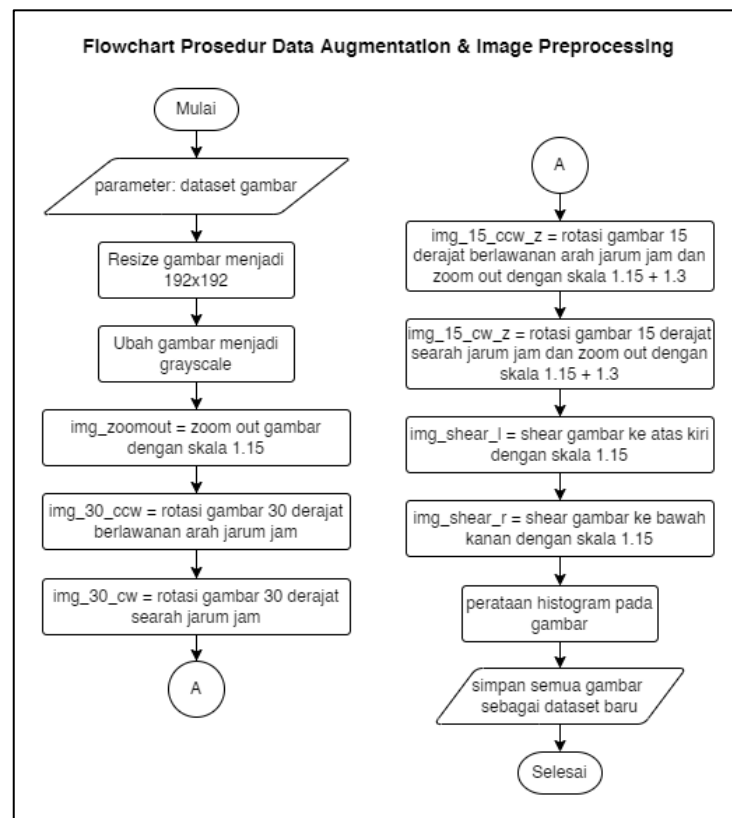 Flowchart Prosedur Data Augmentation & Image Preprocessing
Mulai
parameter: dataset gambar
Resize gambar menjadi
192x192
Ubah gambar menjadi
grayscale
img_zoomout = zoom out gambar
dengan skala 1.15
img_30_ccw = rotasi gambar 30 derajat
berlawanan arah jarum jam
img_30_cw = rotasi gambar 30 derajat
searah jarum jam
A
A
img_15_ccw_z = rotasi gambar 15
derajat berlawanan arah jarum jam dan
zoom out dengan skala 1.15 + 1.3
img_15_cw_z = rotasi gambar 15 derajat
searah jarum jam dan zoom out dengan
skala 1.15 + 1.3
img_shear_l = shear gambar ke atas kiri
dengan skala 1.15
img_shear_r = shear gambar ke bawah
kanan dengan skala 1.15
perataan histogram pada
gambar
simpan semua gambar
sebagai dataset baru
Selesai